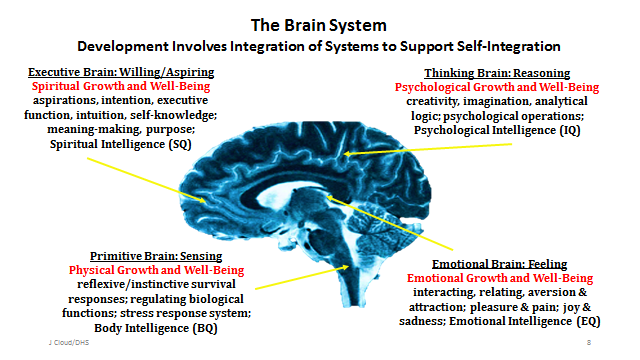 The Brain System
Development Involves Integration of Systems to Support Self-Integration
Executive Brain: Willing/Aspiring
Spiritual Growth and Well-Being
aspirations, intention, executive
function, intuition, self-knowledge;
meaning-making, purpose;
Spiritual Intelligence (SQ)
Thinking Brain: Reasoning
Psychological Growth and Well-Being
creativity, imagination, analytical
logic; psychological operations;
Psychological Intelligence (IQ)
Primitive Brain: Sensing
Physical Growth and Well-Being
reflexive/instinctive survival
responses; regulating biological
functions; stress response system;
Body Intelligence (BQ)
Emotional Brain: Feeling
Emotional Growth and Well-Being
interacting, relating, aversion &
attraction; pleasure & pain; joy &
sadness; Emotional Intelligence (EQ)
J Cloud/DHS
8